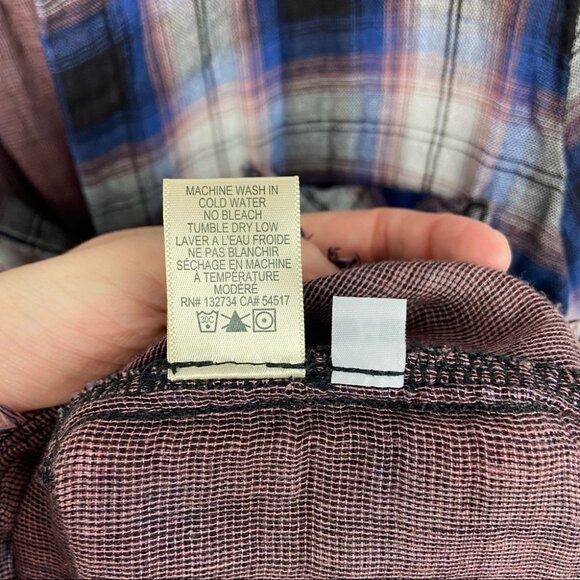 MACHINE WASH IN
COLD WATER
NO BLEACH
TUMBLE DRY LOW
LAVER A L'EAU FROIDE
NE PAS BLANCHIR
SÉCHAGE EN MACHINE
À TEMPÉRATURE
MODÉRÉ
RN# 132734 CA# 54517
30C